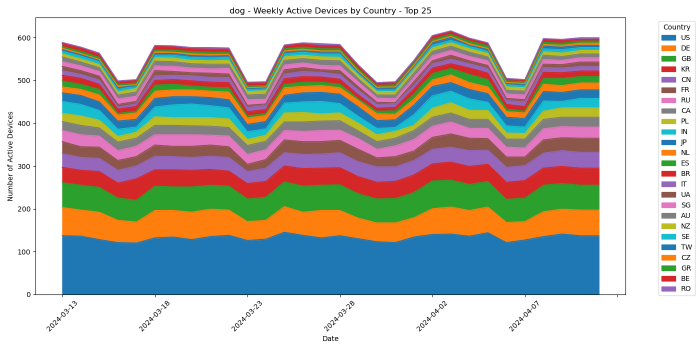 dog - Weekly Active Devices by Country - Top 25
Number of Active Devices
600
500
400
300
200
100
0
2024-03-13
2024-03-18
2024-03-23
2024-03-28
2024-04-02
2024-04-07
Date
Country
US
DE
GB
KR
CN
FR
RU
CA
PL
IN
JP
NL
ES
BR
IT
UA
SG
AU
NZ
SE
TW
CZ
GR
BE
RO